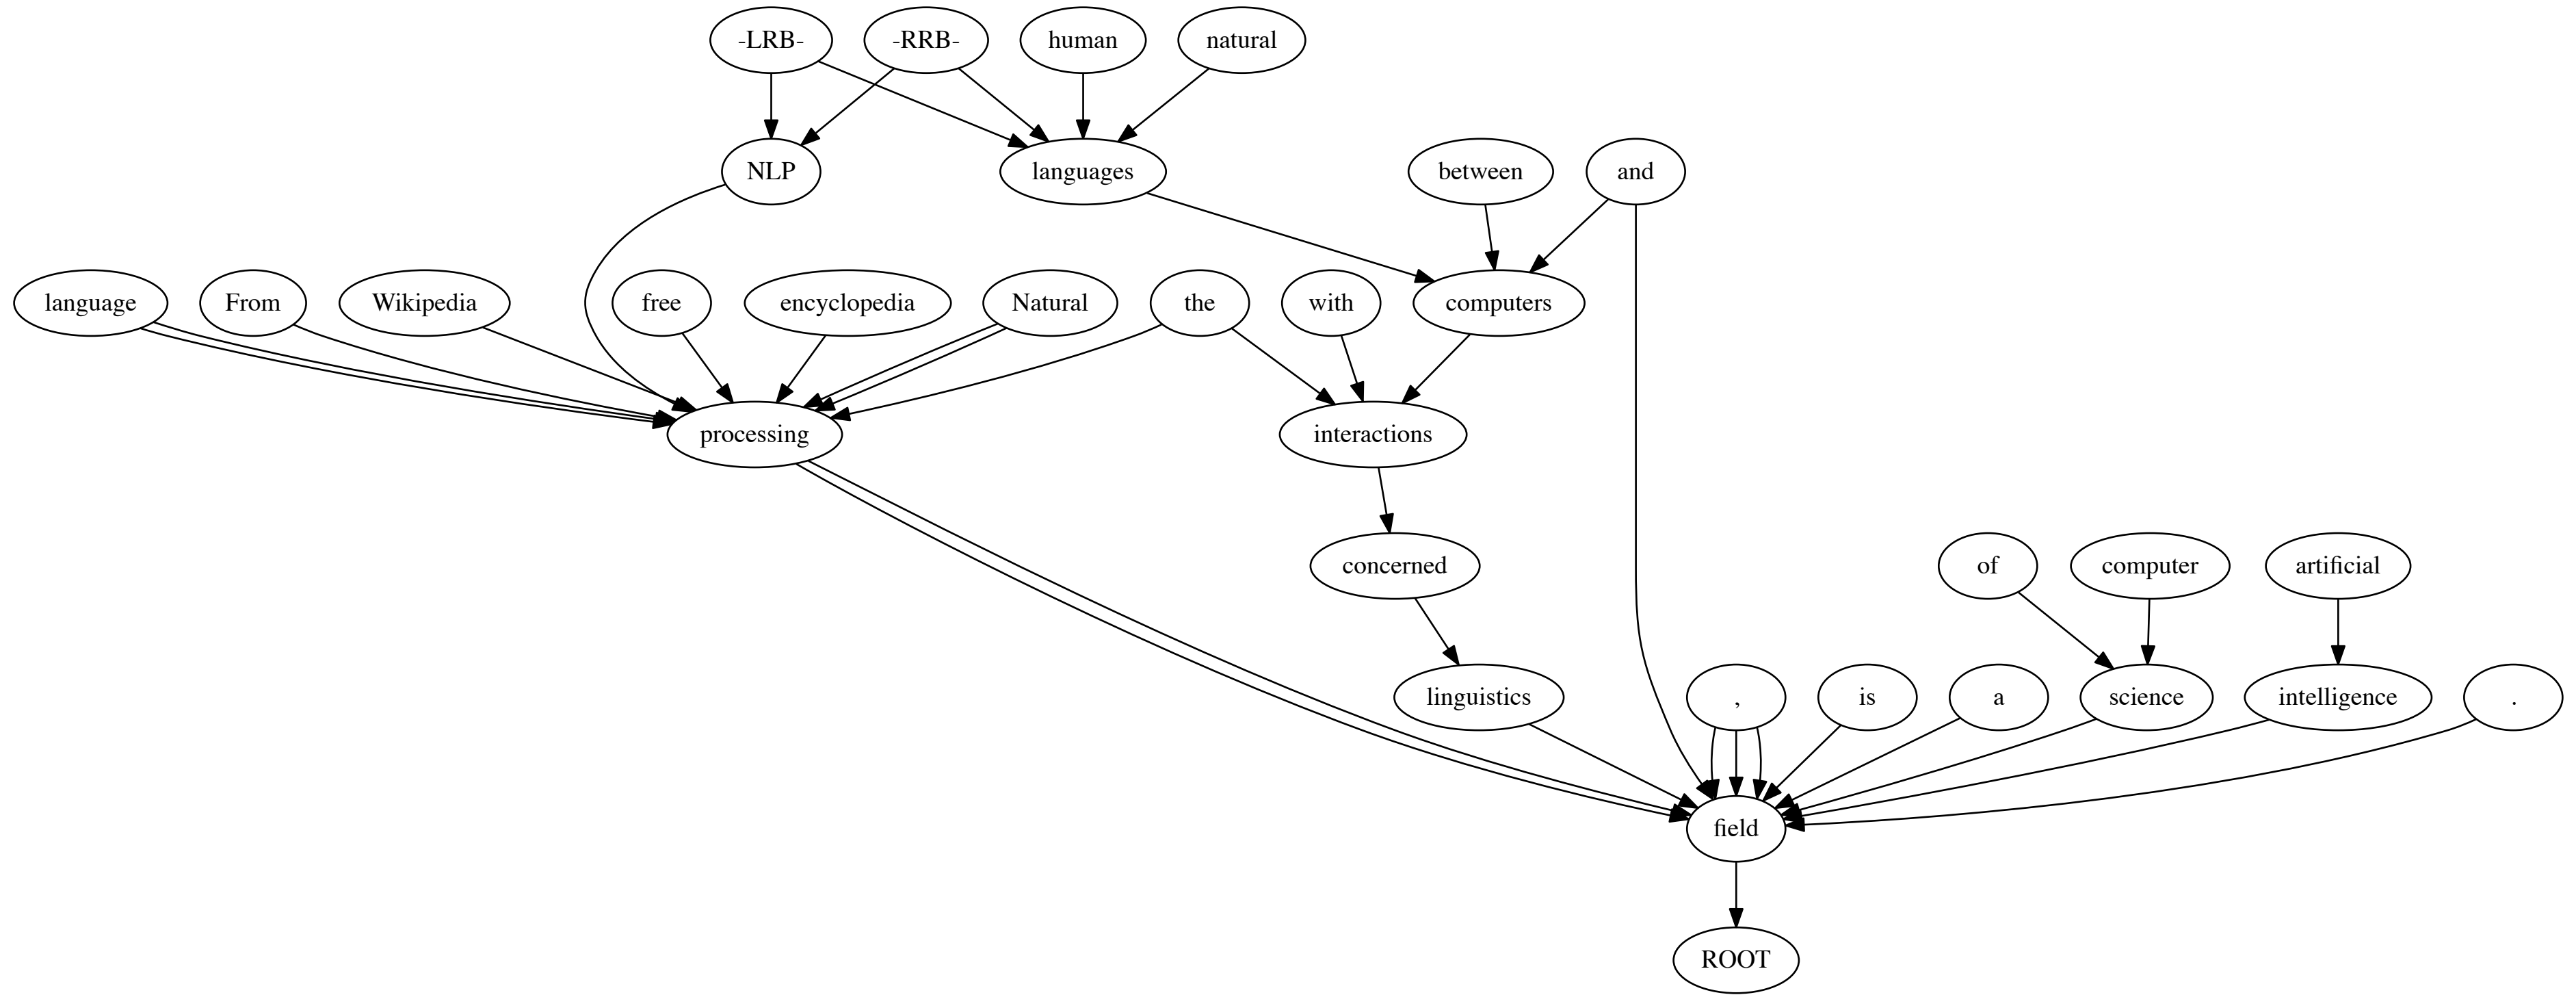 -LRB- -RRB- human natural
NLP languages between and
language From Wikipedia free encyclopedia Natural the with computers
processing interactions
concerned of computer artificial
linguistics , is a science intelligence .
field
ROOT